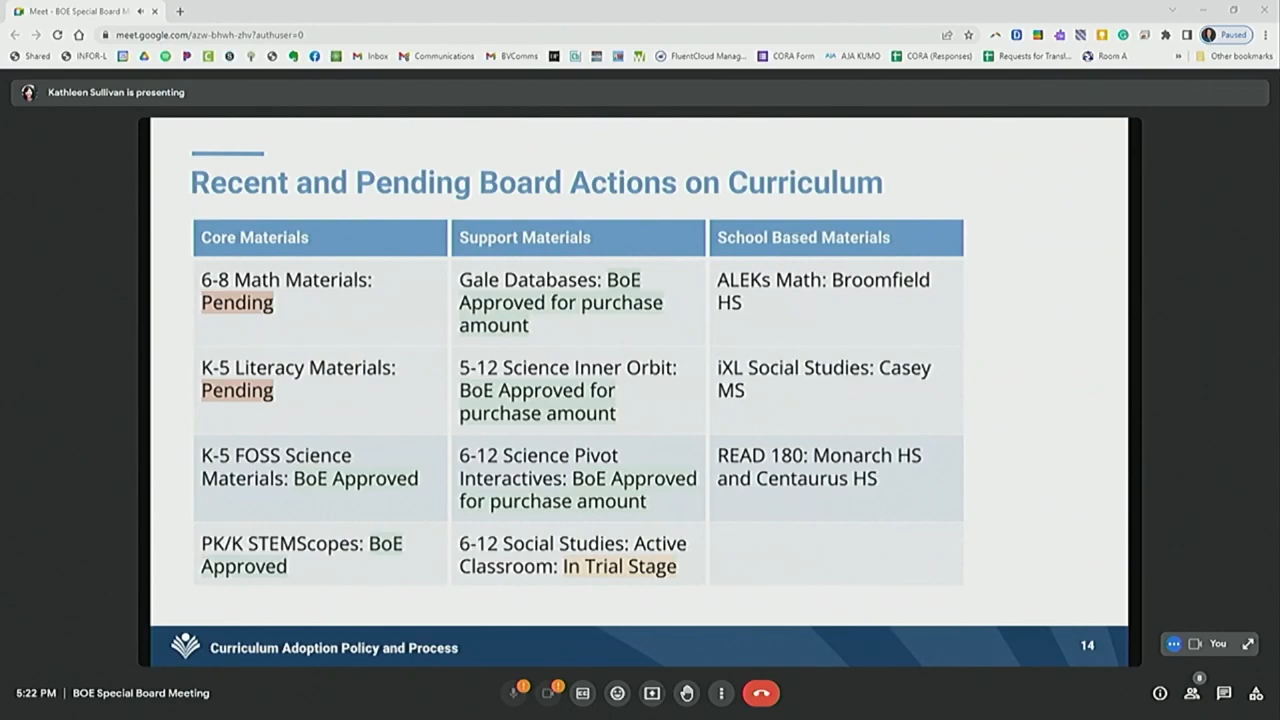 Meet - BOE Special Board M
meet.google.com/azw-bhwh-zhv?authuser=0
Paused
Shared
INFOR-L
Inbox
Communications
BVComms
FluentCloud Manag...
CORA Form
AJA KUMO
CORA (Responses)
Requests for Transl...
Room A
Other bookmarks
Kathleen Sullivan is presenting
Recent and Pending Board Actions on Curriculum
Core Materials
Support Materials
School Based Materials
6-8 Math Materials:
Pending
Gale Databases: BoE
Approved for purchase
amount
ALEKs Math: Broomfield
HS
K-5 Literacy Materials:
Pending
5-12 Science Inner Orbit:
BoE Approved for
purchase amount
iXL Social Studies: Casey
MS
K-5 FOSS Science
Materials: BoE Approved
6-12 Science Pivot
Interactives: BoE Approved
for purchase amount
READ 180: Monarch HS
and Centaurus HS
PK/K STEMScopes: BoE
Approved
6-12 Social Studies: Active
Classroom: In Trial Stage
Curriculum Adoption Policy and Process
14
You
8
5:22 PM | BOE Special Board Meeting